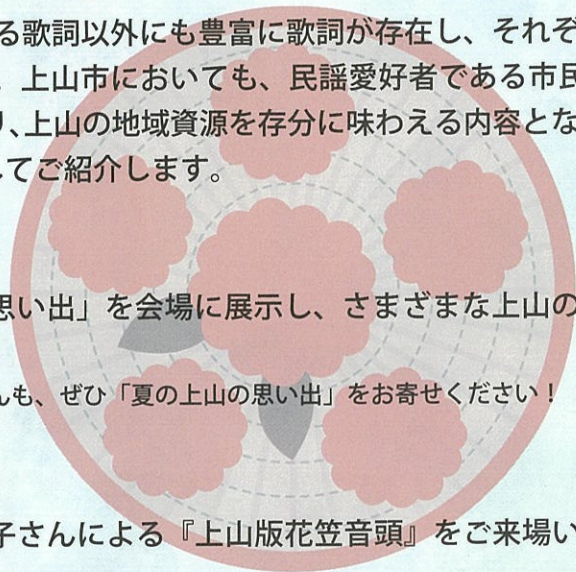 る歌詞以外にも豊富に歌詞が存在し、それぞ
、上山市においても、民謡愛好者である市民
り、上山の地域資源を存分に味わえる内容とな
してご紹介します。
思い出」を会場に展示し、さまざまな上山の
んも、ぜひ「夏の上山の思い出」をお寄せください！
子さんによる『上山版花笠音頭』をご来場い